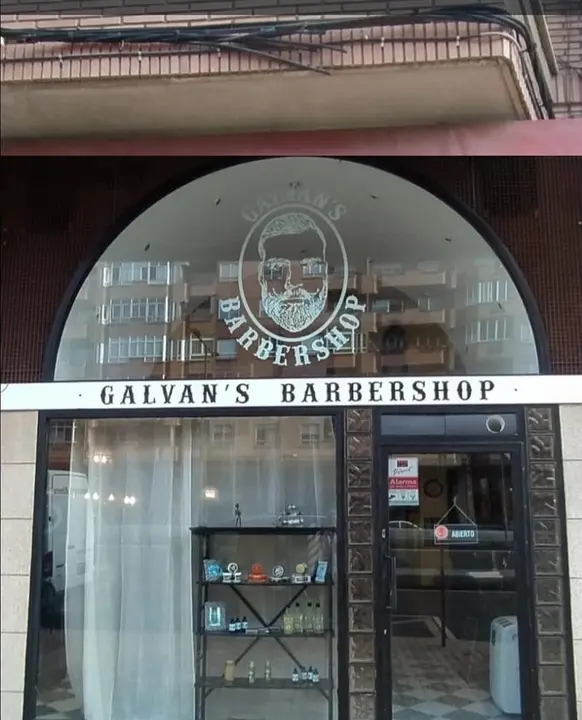 GALVAN'S
BARBERSHOP
· GALVAN'S BARBERSHOP ·
Alarma
ABIERTO